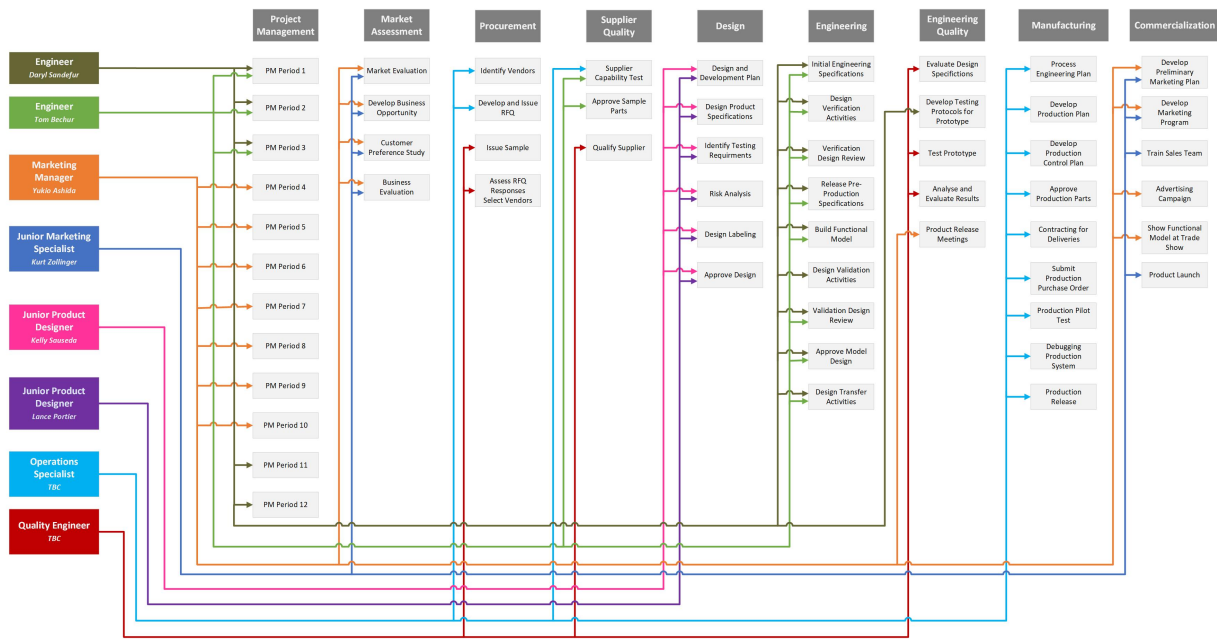 Project
Management
Market
Assessment
Procurement
Supplier
Quality
Design
Engineering
Engineering
Quality
Manufacturing
Commercialization
Engineer
Daryl Sandefur
Engineer
Tom Bechur
Marketing
Manager
Yukio Ashida
Junior Marketing
Specialist
Kurt Zollinger
Junior Product
Designer
Kelly Sauseda
Junior Product
Designer
Lance Portier
Operations
Specialist
TBC
Quality Engineer
TBC
PM Period 1
PM Period 2
PM Period 3
PM Period 4
PM Period 5
PM Period 6
PM Period 7
PM Period 8
PM Period 9
PM Period 10
PM Period 11
PM Period 12
Market Evaluation
Develop Business
Opportunity
Customer
Preference Study
Business
Evaluation
Identify Vendors
Develop and Issue
RFQ
Issue Sample
Assess RFQ
Responses
Select Vendors
Supplier
Capability Test
Approve Sample
Parts
Qualify Supplier
Design and
Development Plan
Design Product
Specifications
Identify Testing
Requirments
Risk Analysis
Design Labeling
Approve Design
Initial Engineering
Specifications
Design
Verification
Activities
Verification
Design Review
Release Pre-
Production
Specifications
Build Functional
Model
Design Validation
Activities
Validation Design
Review
Approve Model
Design
Design Transfer
Activities
Evaluate Design
Specifictions
Develop Testing
Protocols for
Prototype
Test Prototype
Analyse and
Evaluate Results
Product Release
Meetings
Process
Engineering Plan
Develop
Production Plan
Develop
Production
Control Plan
Approve
Production Parts
Contracting for
Deliveries
Submit
Production
Purchase Order
Production Pilot
Test
Debugging
Production
System
Production
Release
Develop
Preliminary
Marketing Plan
Develop
Marketing
Program
Train Sales Team
Advertising
Campaign
Show Functional
Model at Trade
Show
Product Launch